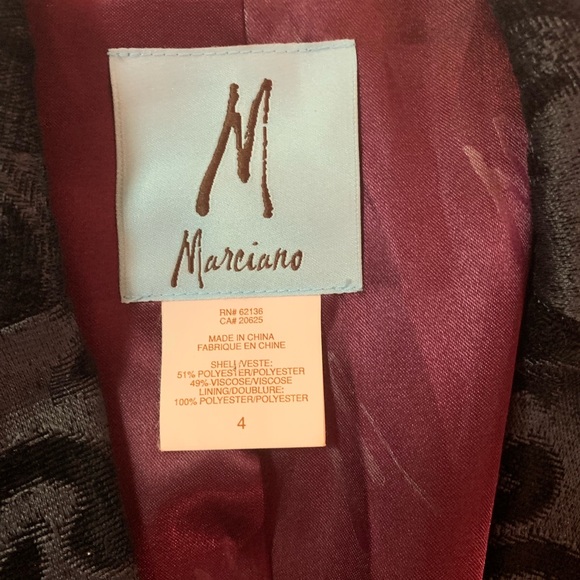 M
Marciano
RN# 62136
CA# 20625
MADE IN CHINA
FABRIQUE EN CHINE
SHELL/VESTE:
51% POLYESTER/POLYESTER
49% VISCOSE/VISCOSE
LINING/DOUBLURE:
100% POLYESTER/POLYESTER
4